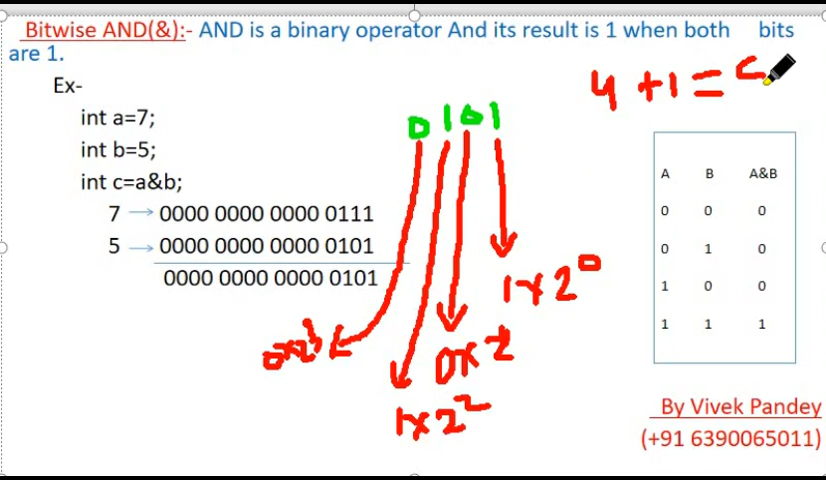 Bitwise AND(&):- AND is a binary operator And its result is 1 when both bits
are 1.
4 + 1 = 5
Ex-
int a=7;
int b=5;
int c=a&b;
0101
7 → 0000 0000 0000 0111
5 → 0000 0000 0000 0101
0000 0000 0000 0101
1×2⁰
0×2¹
0×2³
1×2²
A B A&B
0 0 0
0 1 0
1 0 0
1 1 1
By Vivek Pandey
(+91 6390065011)